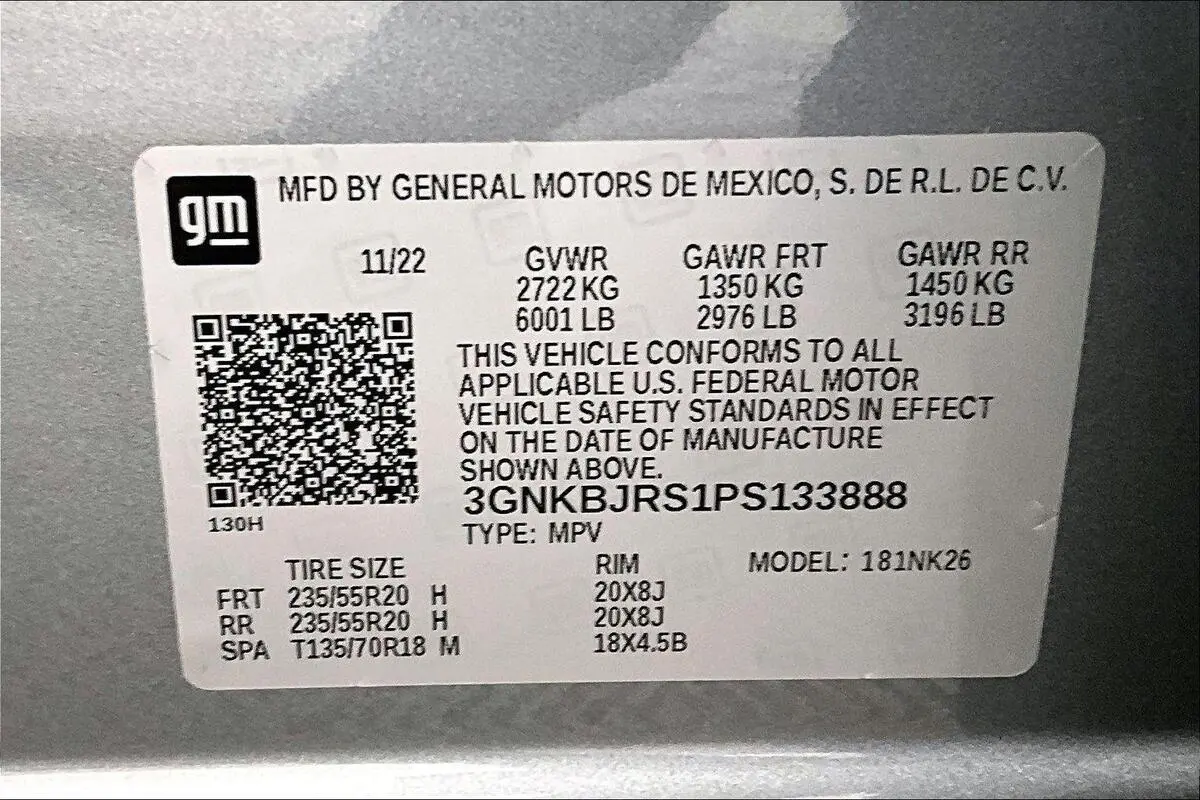 gm
MFD BY GENERAL MOTORS DE MEXICO, S. DE R.L. DE C.V.
11/22 GVWR GAWR FRT GAWR RR
2722 KG 1350 KG 1450 KG
6001 LB 2976 LB 3196 LB
THIS VEHICLE CONFORMS TO ALL
APPLICABLE U.S. FEDERAL MOTOR
VEHICLE SAFETY STANDARDS IN EFFECT
ON THE DATE OF MANUFACTURE
SHOWN ABOVE.
3GNKBJRS1PS133888
130H
TYPE: MPV
TIRE SIZE RIM MODEL: 181NK26
FRT 235/55R20 H 20X8J
RR 235/55R20 H 20X8J
SPA T135/70R18 M 18X4.5B